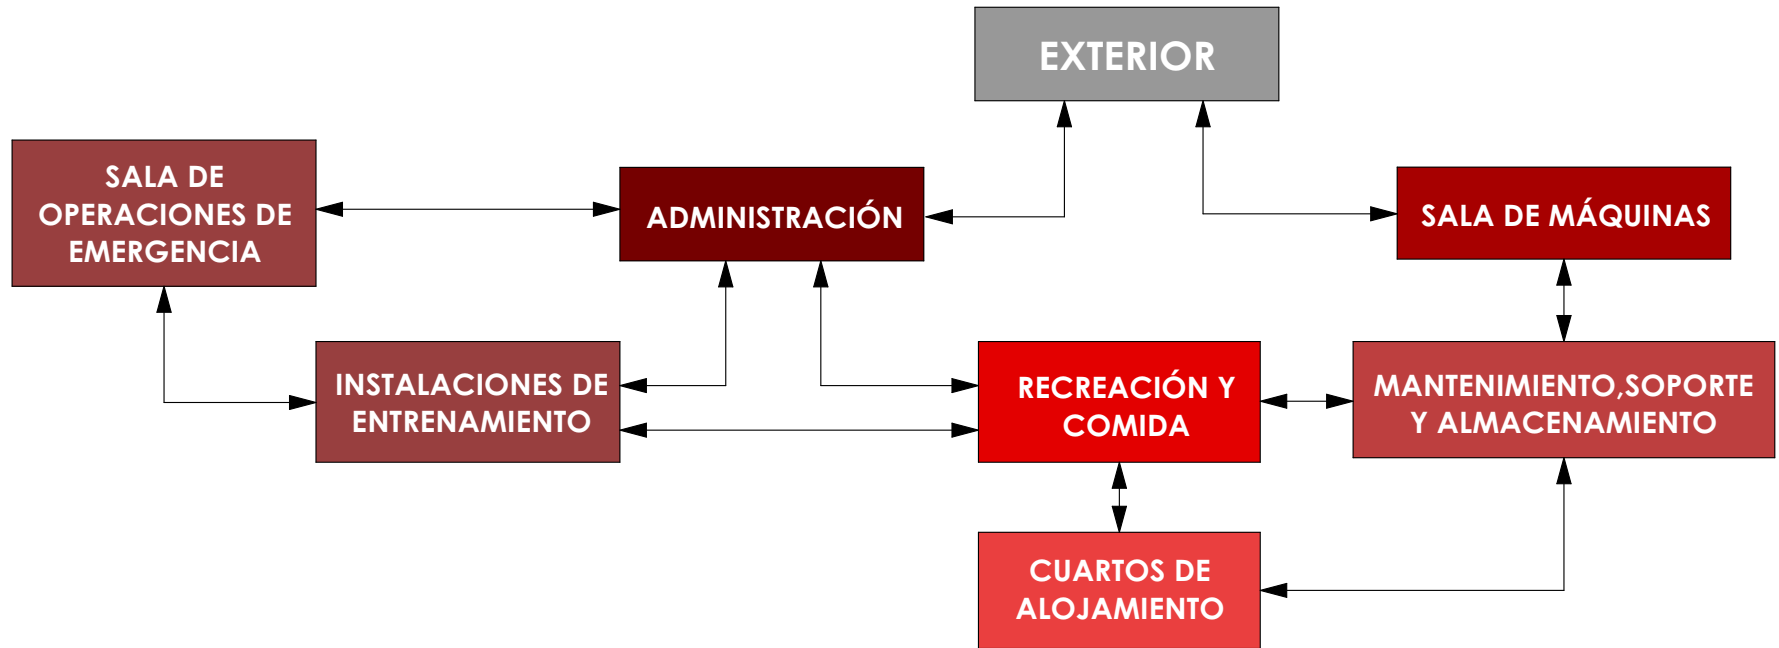 EXTERIOR
SALA DE
OPERACIONES DE
EMERGENCIA
ADMINISTRACIÓN
SALA DE MÁQUINAS
INSTALACIONES DE
ENTRENAMIENTO
RECREACIÓN Y
COMIDA
MANTENIMIENTO,SOPORTE
Y ALMACENAMIENTO
CUARTOS DE
ALOJAMIENTO